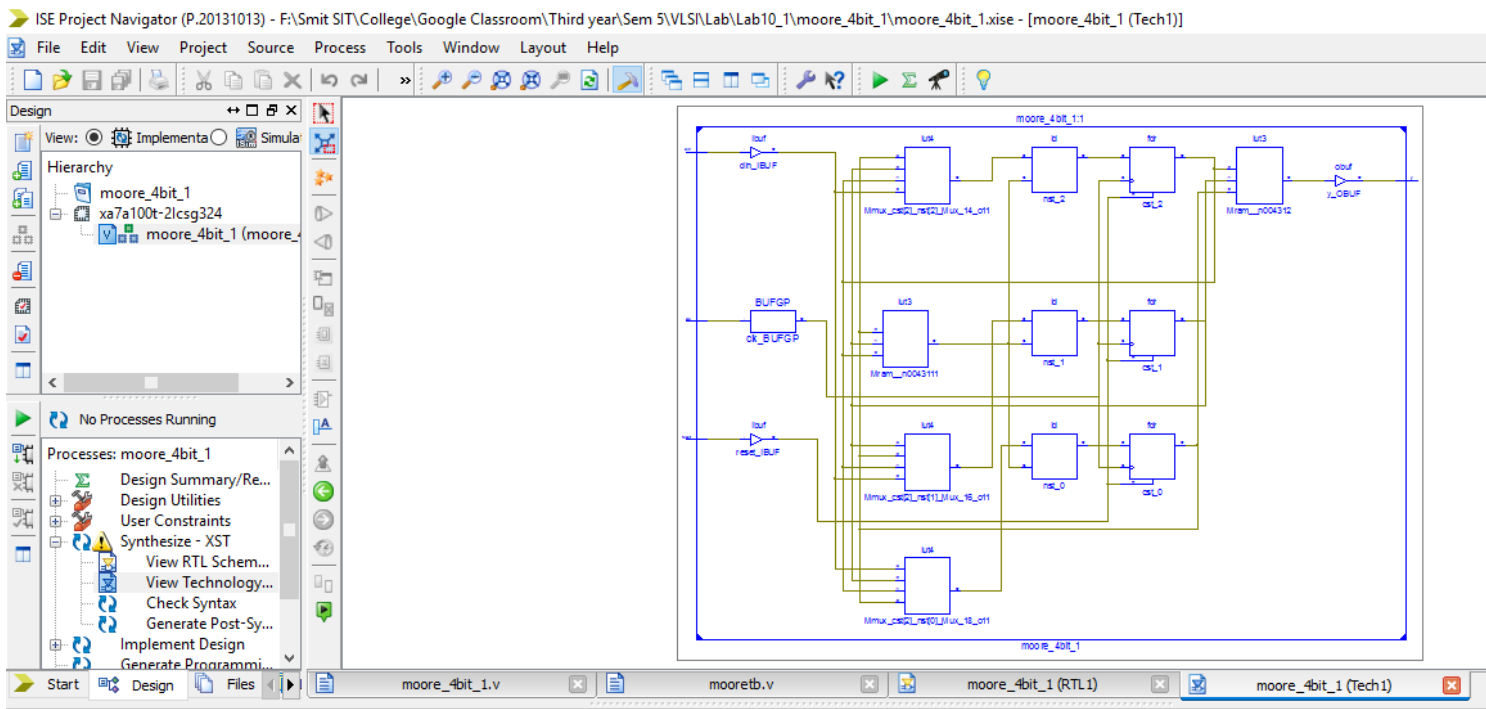 ISE Project Navigator (P.20131013) - F:\Smit SIT\College\Google Classroom\Third year\Sem 5\VLSI\Lab\Lab10_1\moore_4bit_1\moore_4bit_1.xise - [moore_4bit_1 (Tech1)]
File Edit View Project Source Process Tools Window Layout Help
Design
View: Implementa Simula
Hierarchy
moore_4bit_1
xa7a100t-2lcsg324
moore_4bit_1 (moore_4
No Processes Running
Processes: moore_4bit_1
Design Summary/Re...
Design Utilities
User Constraints
Synthesize - XST
View RTL Schem...
View Technology...
Check Syntax
Generate Post-Sy...
Implement Design
Generate Programmi...
moore_4bit_1:1
ibuf lut4 ld fdr lut3 obuf
din_IBUF
Mmux_cst[2]_nst[2]_Mux_14_o11 nst_2 cst_2 Mram__n004312 y_OBUF
BUFGP lut3 ld fdr
clk_BUFGP
Mram__n0043111 nst_1 cst_1
ibuf lut4 ld fdr
reset_IBUF
Mmux_cst[2]_nst[1]_Mux_16_o11 nst_0 cst_0
lut4
Mmux_cst[2]_nst[0]_Mux_18_o11
moore_4bit_1
Start Design Files moore_4bit_1.v mooretb.v moore_4bit_1 (RTL1) moore_4bit_1 (Tech1)